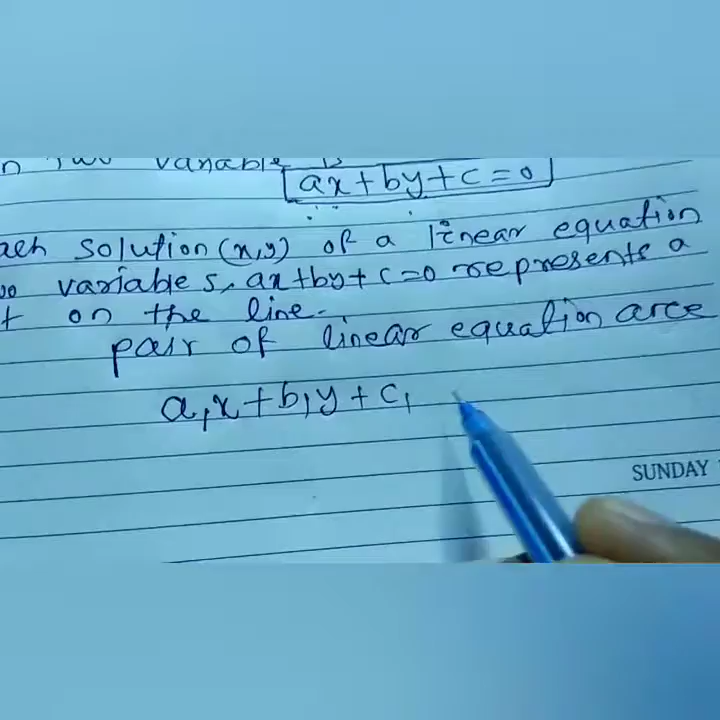 variable is
ax+by+c=0
solution (x,y) of a linear equation
variables, ax+by+c=0 represents a
on the line.
pair of linear equation are
a₁x+b₁y+c₁
SUNDAY